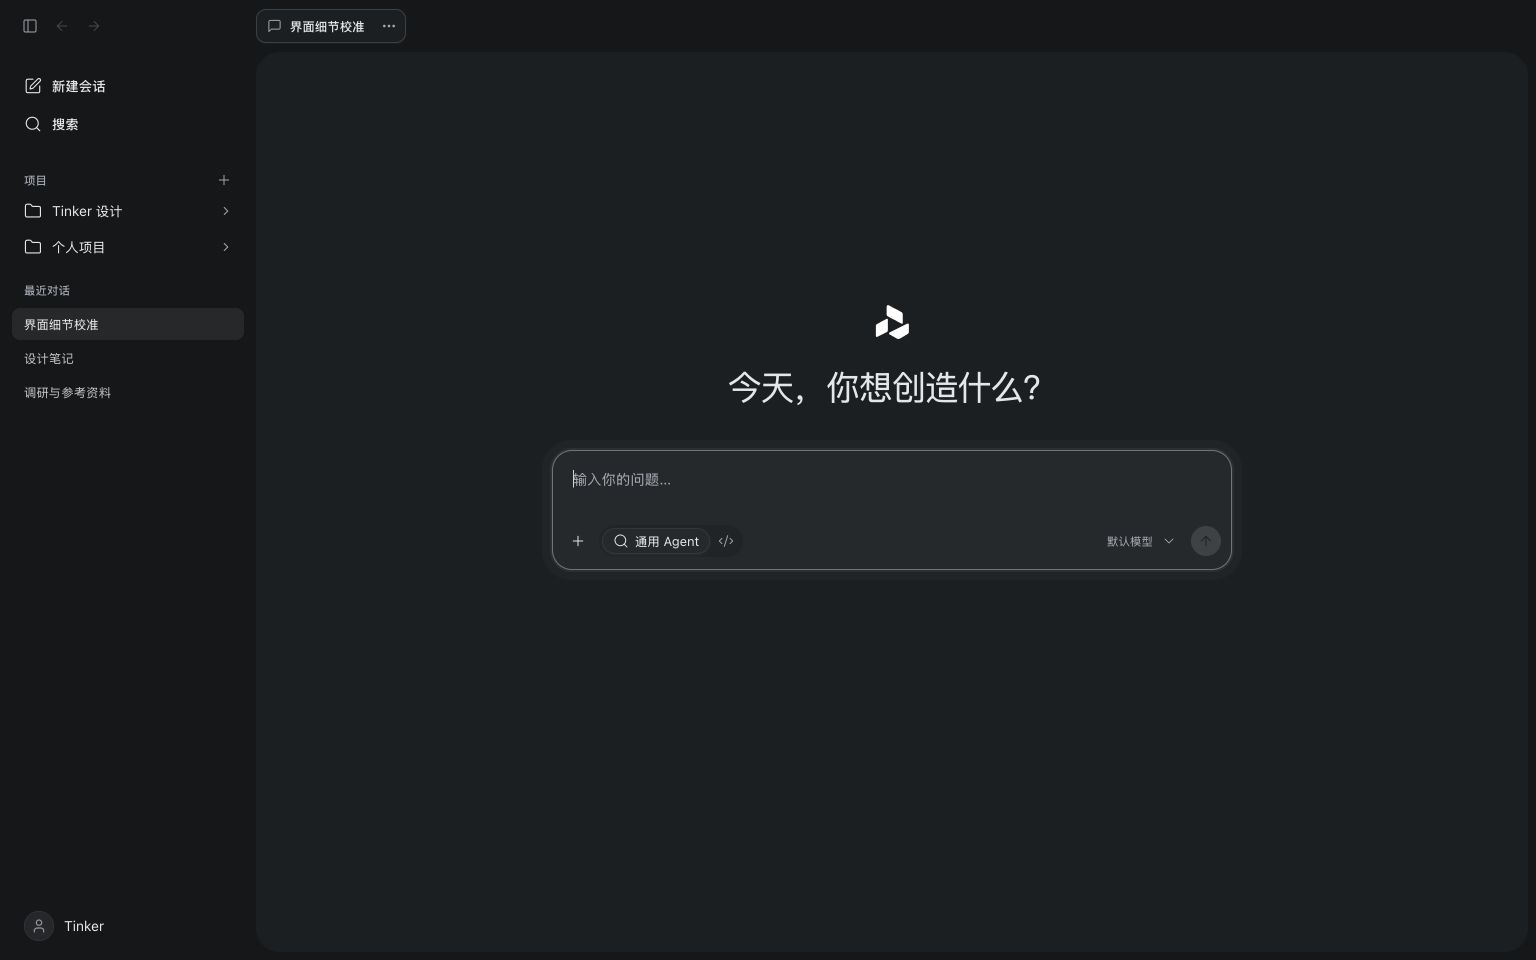 界面细节校准
新建会话
搜索
项目
Tinker 设计
个人项目
最近对话
界面细节校准
设计笔记
调研与参考资料
今天，你想创造什么?
输入你的问题...
通用 Agent
默认模型
Tinker